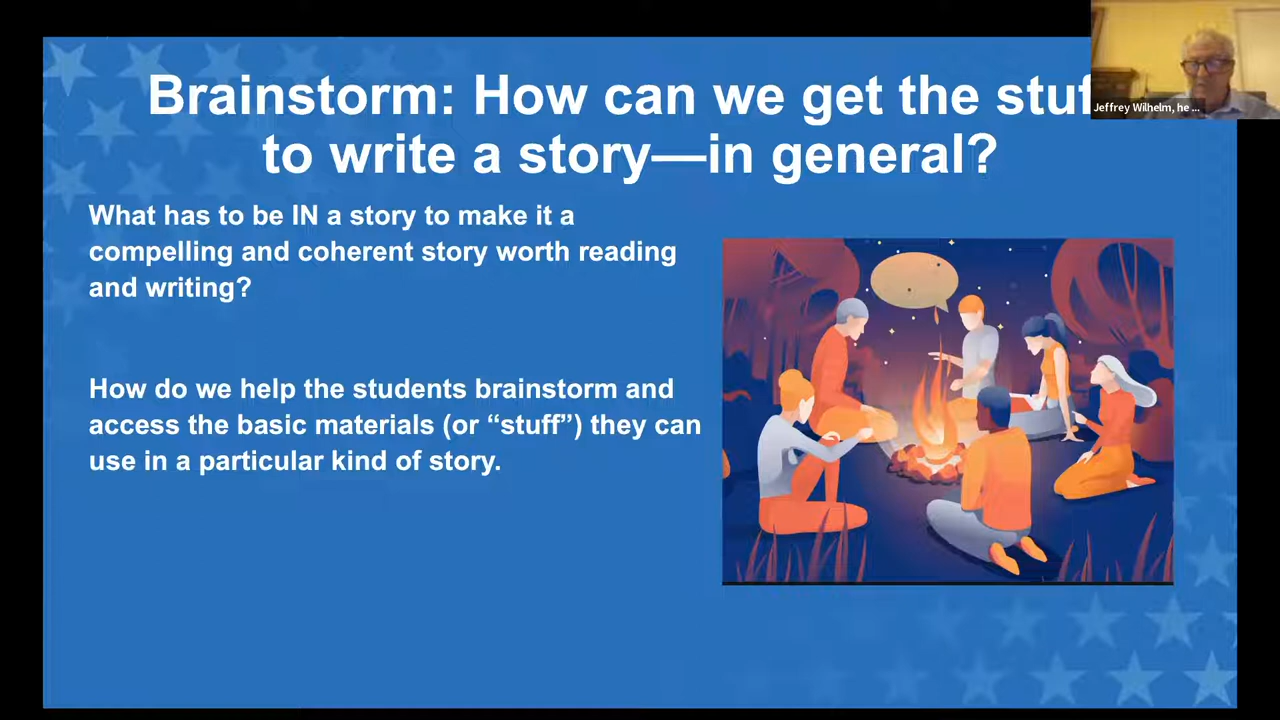 Brainstorm: How can we get the stuf
to write a story—in general?
Jeffrey Wilhelm, he ...
What has to be IN a story to make it a
compelling and coherent story worth reading
and writing?
How do we help the students brainstorm and
access the basic materials (or “stuff”) they can
use in a particular kind of story.